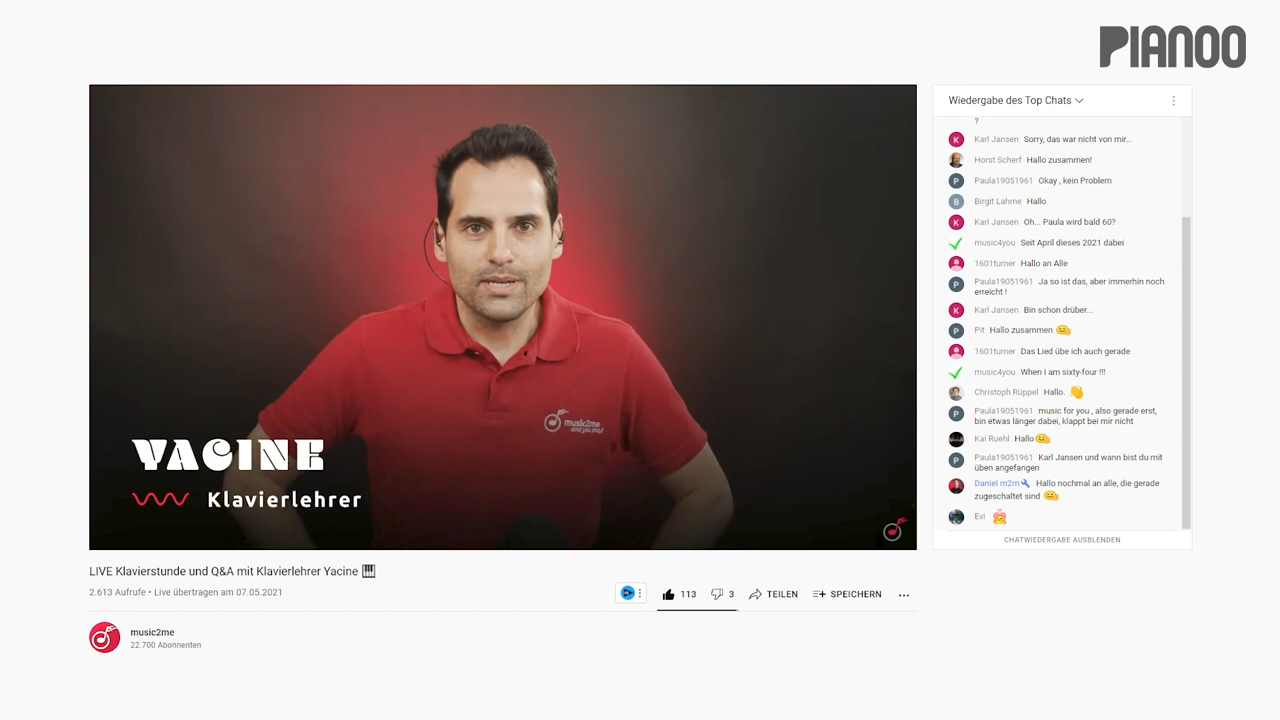 PIANOO
YACINE
Klavierlehrer
music2me
and you play!
LIVE Klavierstunde und Q&A mit Klavierlehrer Yacine 🎹
2.613 Aufrufe • Live übertragen am 07.05.2021
113
3
TEILEN
SPEICHERN
music2me
22.700 Abonnenten
Wiedergabe des Top Chats
?
K Karl Jansen Sorry, das war nicht von mir...
Horst Scherf Hallo zusammen!
P Paula19051961 Okay , kein Problem
B Birgit Lahme Hallo
K Karl Jansen Oh... Paula wird bald 60?
music4you Seit April dieses 2021 dabei
1601turner Hallo an Alle
P Paula19051961 Ja so ist das, aber immerhin noch
erreicht !
K Karl Jansen Bin schon drüber...
P Pit Hallo zusammen 🤗
1601turner Das Lied übe ich auch gerade
music4you When I am sixty-four !!!
Christoph Rüppel Hallo. 👋
P Paula19051961 music for you , also gerade erst,
bin etwas länger dabei, klappt bei mir nicht
Kai Ruehl Hallo🤗
P Paula19051961 Karl Jansen und wann bist du mit
üben angefangen
Daniel m2m Hallo nochmal an alle, die gerade
zugeschaltet sind 🤗
Evi
CHATWIEDERGABE AUSBLENDEN